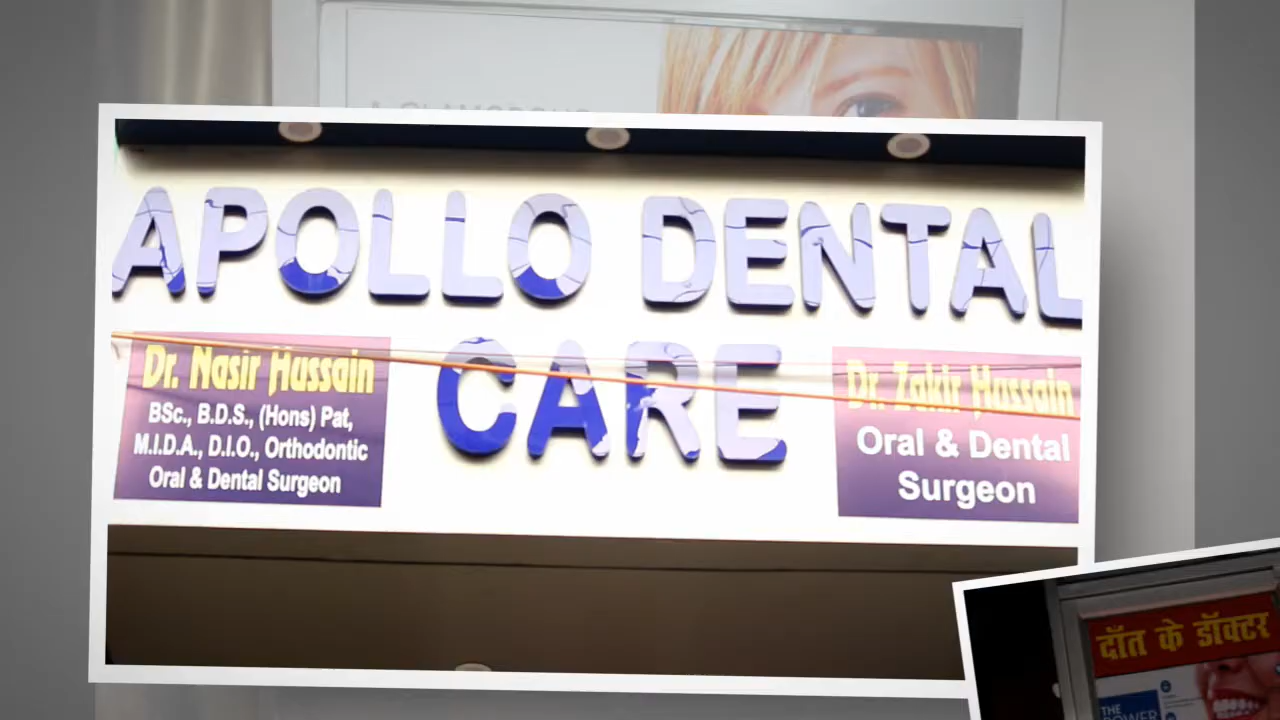 A GLAMOROUS
APOLLO DENTAL
CARE
Dr. Nasir Hussain
BSc., B.D.S., (Hons) Pat,
M.I.D.A., D.I.O., Orthodontic
Oral & Dental Surgeon
Dr. Zakir Hussain
Oral & Dental
Surgeon
दाँत के डॉक्टर
THE
POWER